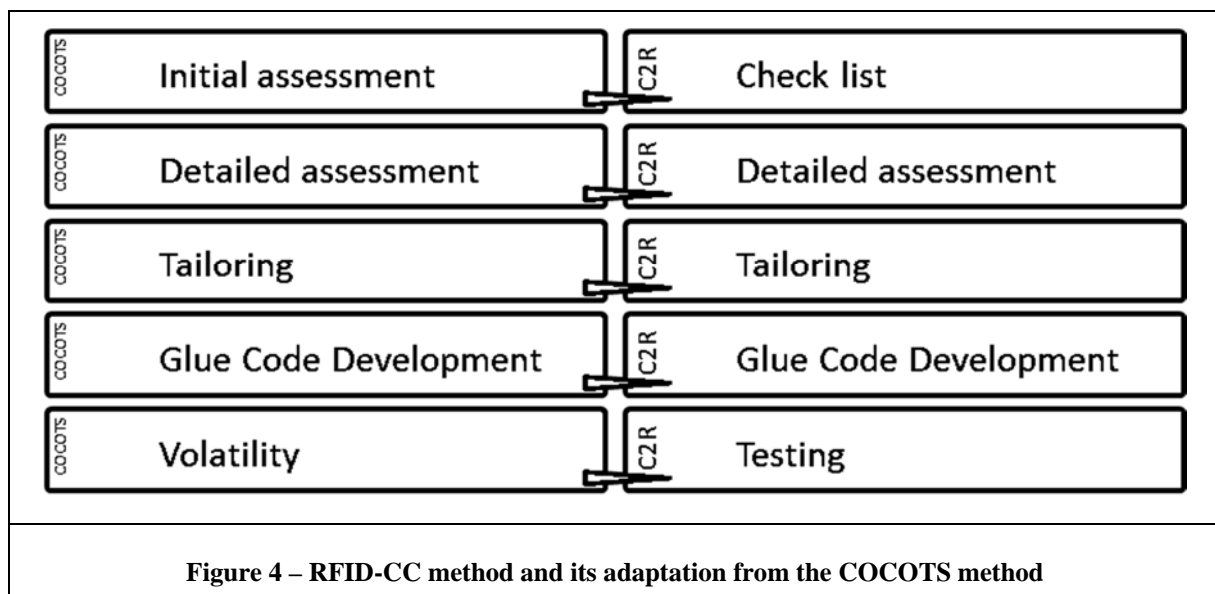 COCOTS
Initial assessment
C2R
Check list
COCOTS
Detailed assessment
C2R
Detailed assessment
COCOTS
Tailoring
C2R
Tailoring
COCOTS
Glue Code Development
C2R
Glue Code Development
COCOTS
Volatility
C2R
Testing
Figure 4 – RFID-CC method and its adaptation from the COCOTS method